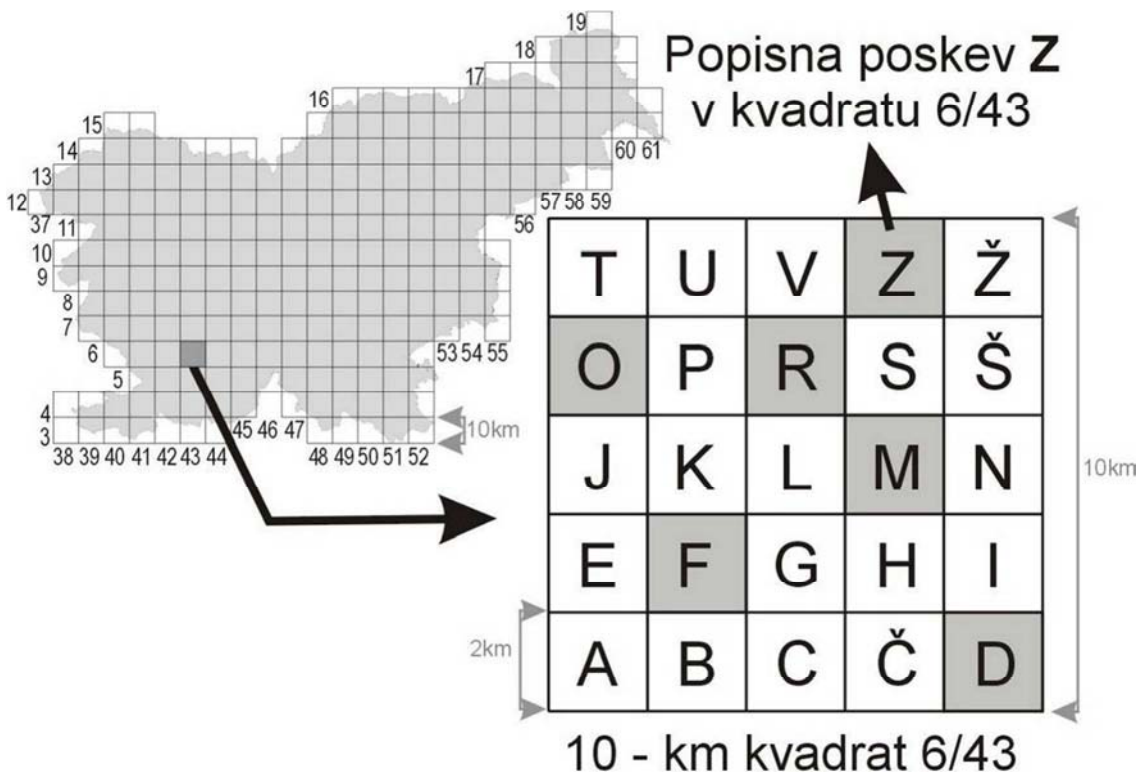 19
18
17
16
15
14
13
12
37 11
10
9
8
7
6
5
4
3
38 39 40 41 42 43 44
45 46 47
48 49 50 51 52
53 54 55
56
57 58 59
60 61
10km
Popisna poskev Z
v kvadratu 6/43
T U V Z Ž
O P R S Š
J K L M N
E F G H I
A B C Č D
2km
10km
10 - km kvadrat 6/43